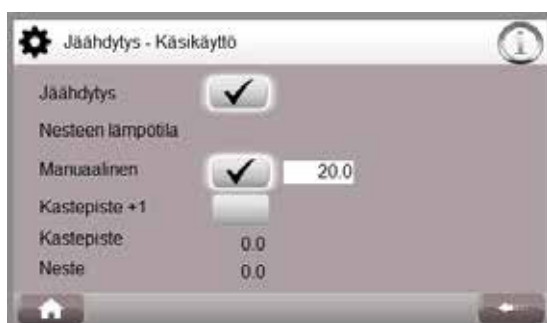 Jäähdytys - Käsikäyttö
Jäähdytys
Nesteen lämpötila
Manuaalinen 20.0
Kastepiste +1
Kastepiste 0.0
Neste 0.0